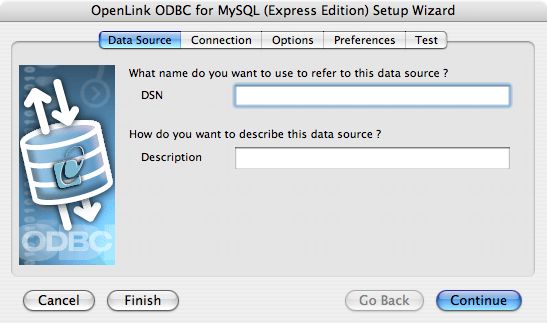 OpenLink ODBC for MySQL (Express Edition) Setup Wizard
Data Source Connection Options Preferences Test
What name do you want to use to refer to this data source ?
DSN
How do you want to describe this data source ?
Description
ODBC
Cancel Finish Go Back Continue